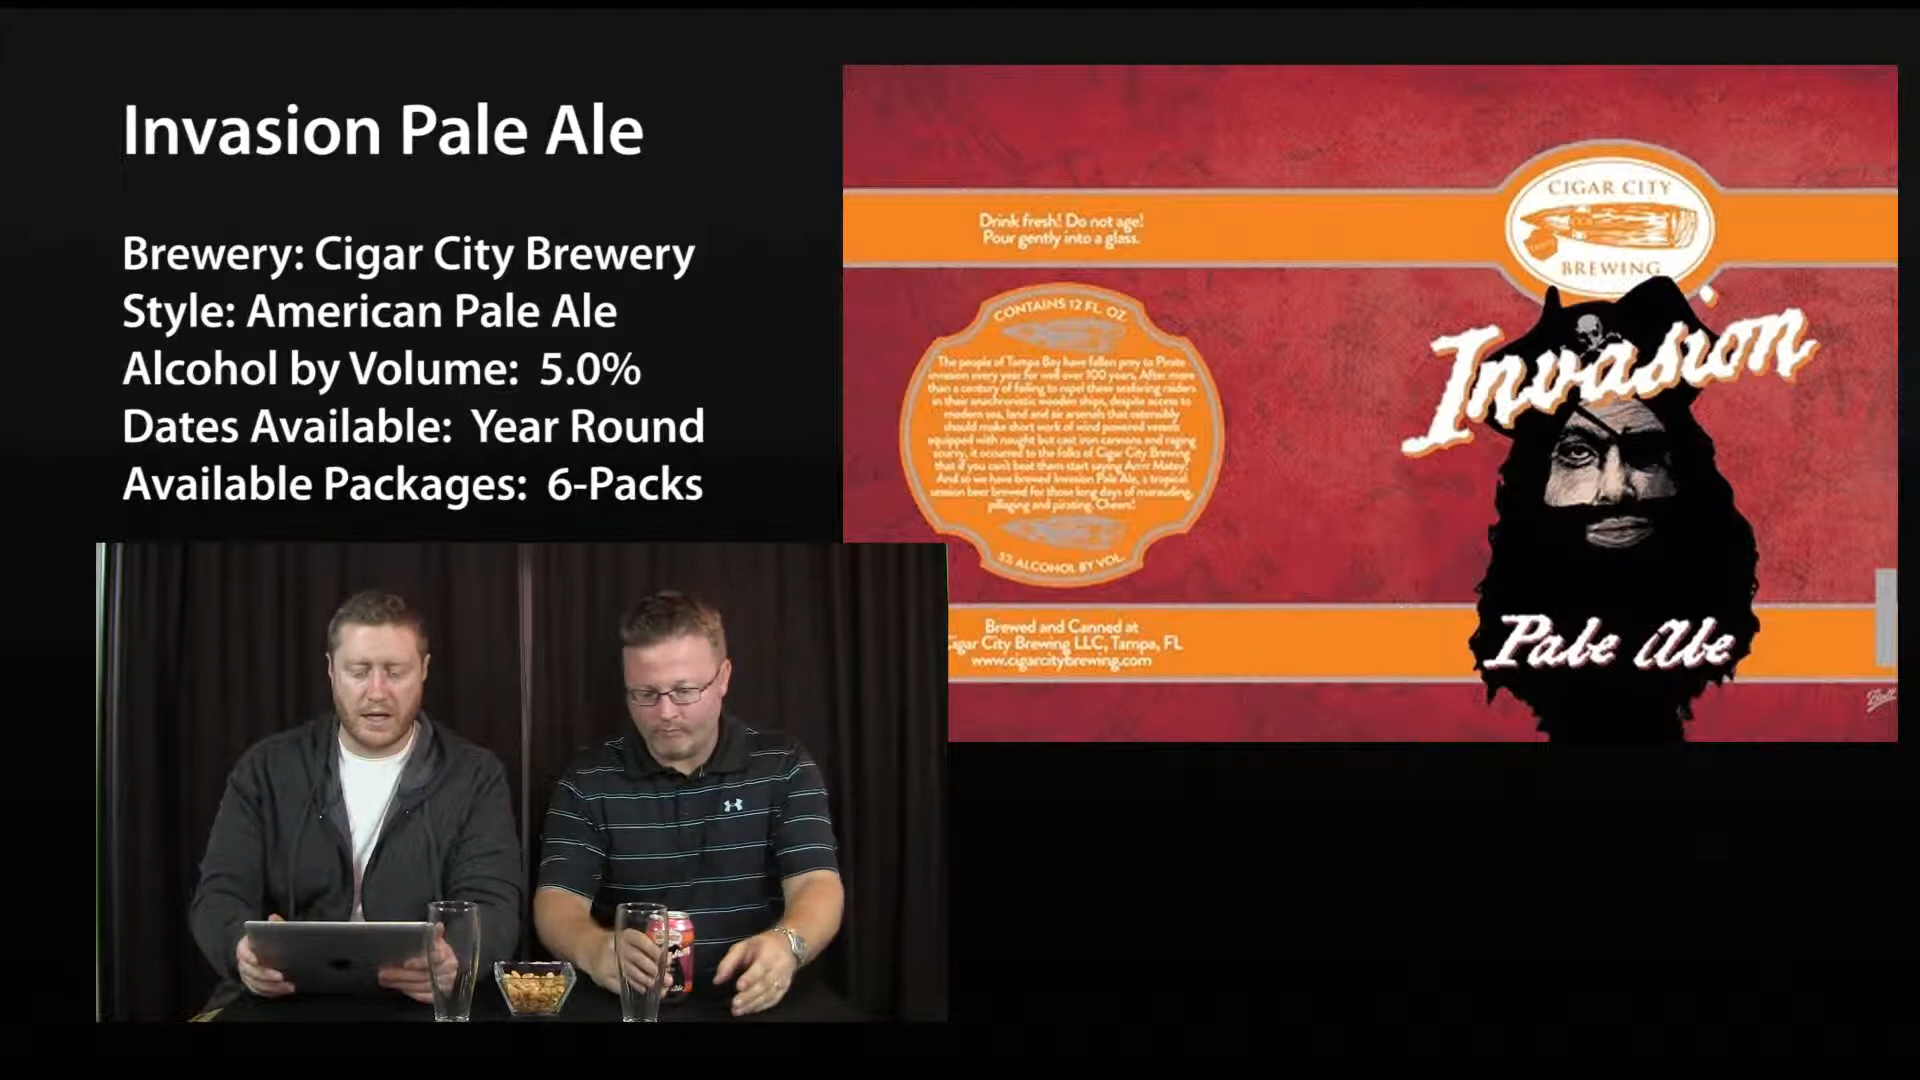 Invasion Pale Ale
Brewery: Cigar City Brewery
Style: American Pale Ale
Alcohol by Volume: 5.0%
Dates Available: Year Round
Available Packages: 6-Packs
Drink fresh! Do not age!
Pour gently into a glass.
CIGAR CITY
BREWING
CONTAINS 12 FL. OZ.
The people of Tampa Bay have fallen prey to Pirate
invasion every year for well over 100 years. After more
than a century of failing to repel these seafaring raiders
in their anachronistic wooden ships, despite access to
modern sea, land and air arsenals that ostensibly
should make short work of wind powered vessels
equipped with naught but cast iron cannons and raging
scurvy, it occurred to the folks of Cigar City Brewing
that if you can't beat them start saying Arrrr Matey!
And so we have brewed Invasion Pale Ale, a tropical
session beer brewed for those long days of marauding,
pillaging and pirating. Cheers!
5% ALCOHOL BY VOL.
Invasion
Pale Ale
Brewed and Canned at
Cigar City Brewing LLC, Tampa, FL
www.cigarcitybrewing.com
Ball
Invasion